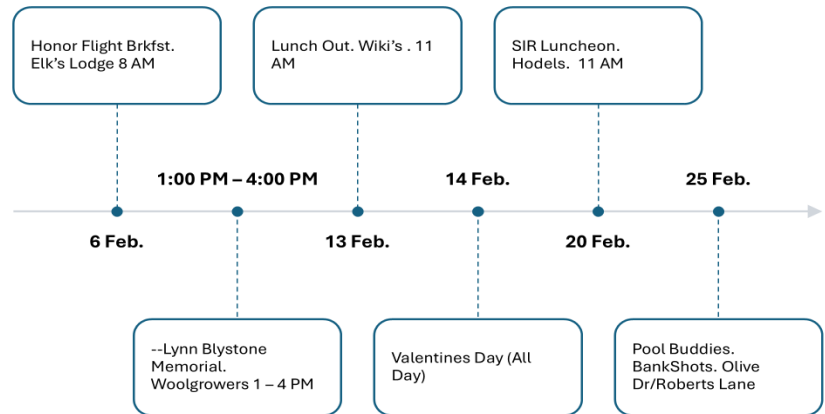 Honor Flight Brkfst.
Elk’s Lodge 8 AM
Lunch Out. Wiki’s . 11
AM
SIR Luncheon.
Hodels.  11 AM
1:00 PM – 4:00 PM
14 Feb.
25 Feb.
6 Feb.
13 Feb.
20 Feb.
--Lynn Blystone
Memorial.
Woolgrowers 1 – 4 PM
Valentines Day (All
Day)
Pool Buddies.
BankShots. Olive
Dr/Roberts Lane